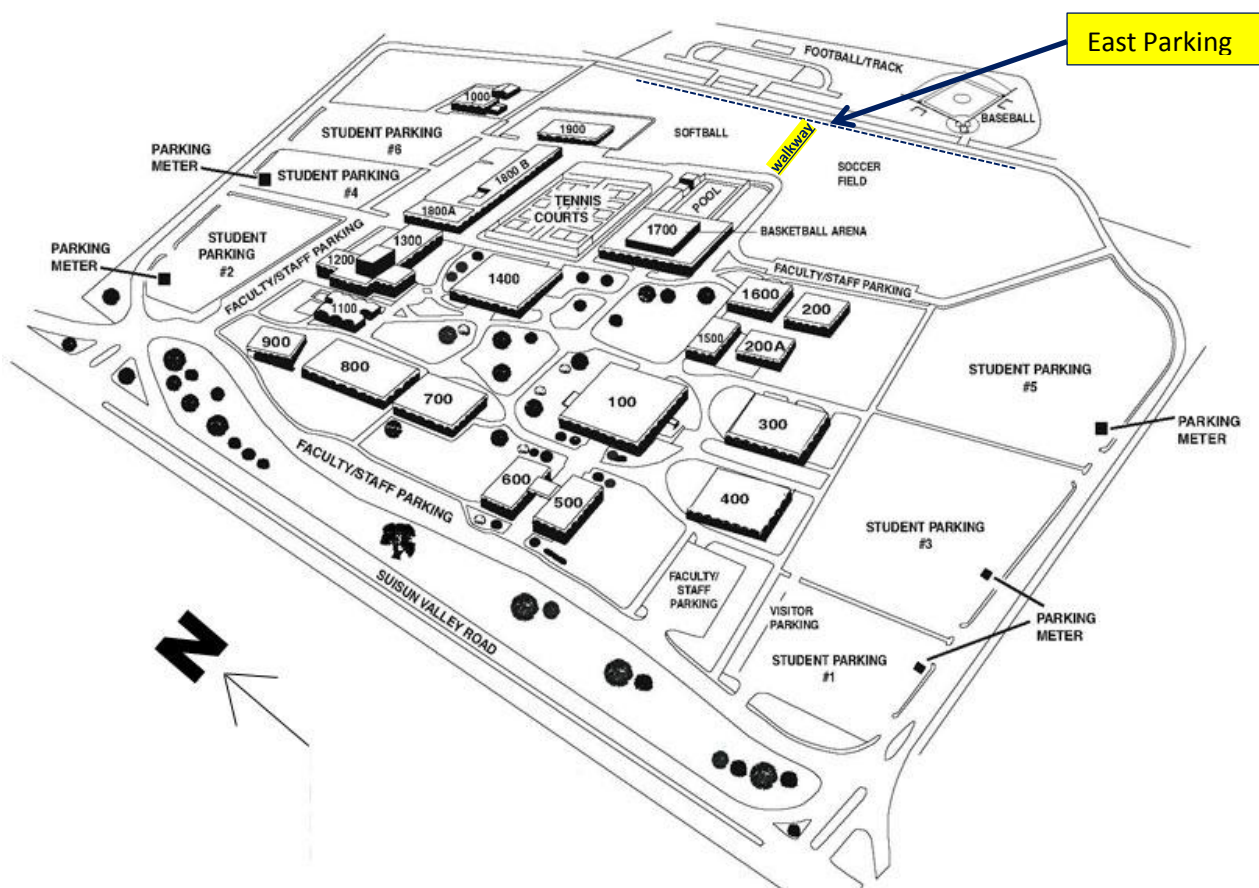 East Parking
FOOTBALL/TRACK
BASEBALL
1000
1900
SOFTBALL
walkway
STUDENT PARKING
#6
PARKING
METER
STUDENT PARKING
#4
1800 B
1800A
SOCCER
FIELD
TENNIS
COURTS
POOL
1700
BASKETBALL ARENA
STUDENT
PARKING
#2
PARKING
METER
FACULTY/STAFF PARKING
1300
1200
1400
1100
FACULTY/STAFF PARKING
1600
200
1500
200A
900
800
700
100
300
STUDENT PARKING
#5
PARKING
METER
FACULTY/STAFF PARKING
600
500
400
STUDENT PARKING
#3
FACULTY/
STAFF
PARKING
VISITOR
PARKING
PARKING
METER
STUDENT PARKING
#1
SUISUN VALLEY ROAD
N